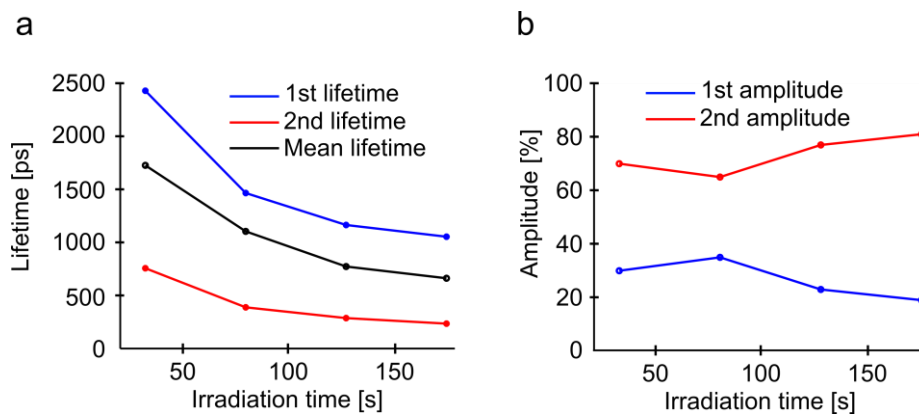 a
2500
2000
1500
1000
500
0
Lifetime [ps]
1st lifetime
2nd lifetime
Mean lifetime
50
100
150
Irradiation time [s]
b
100
80
60
40
20
0
Amplitude [%]
1st amplitude
2nd amplitude
50
100
150
Irradiation time [s]